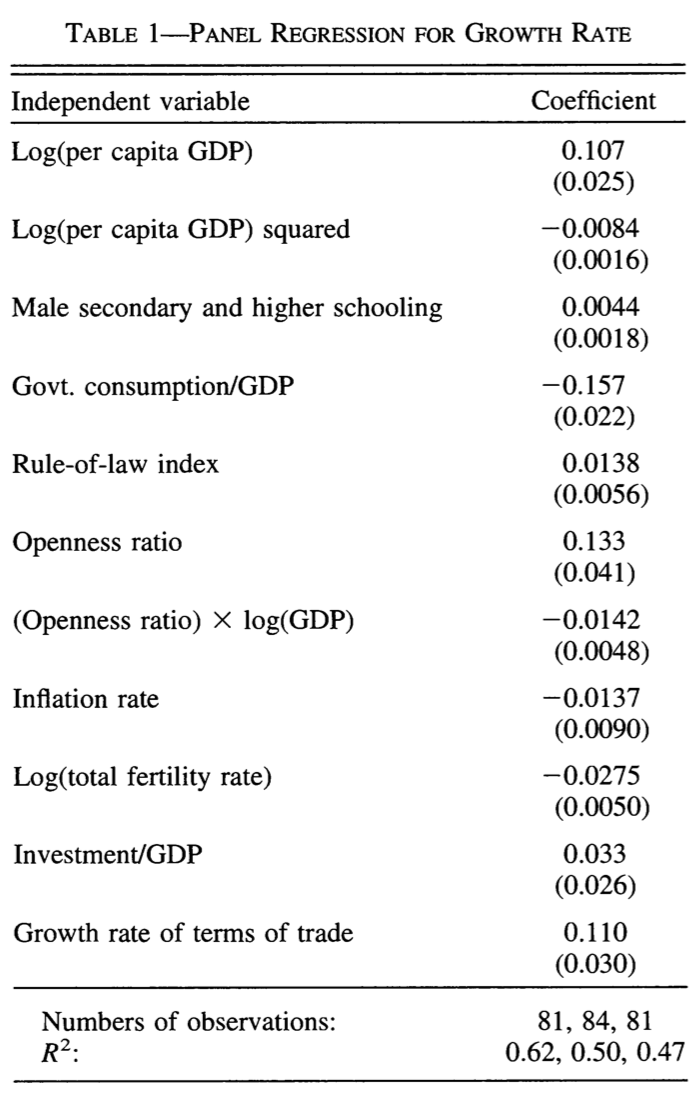 TABLE 1—PANEL REGRESSION FOR GROWTH RATE
Independent variable Coefficient
Log(per capita GDP) 0.107
(0.025)
Log(per capita GDP) squared −0.0084
(0.0016)
Male secondary and higher schooling 0.0044
(0.0018)
Govt. consumption/GDP −0.157
(0.022)
Rule-of-law index 0.0138
(0.0056)
Openness ratio 0.133
(0.041)
(Openness ratio) × log(GDP) −0.0142
(0.0048)
Inflation rate −0.0137
(0.0090)
Log(total fertility rate) −0.0275
(0.0050)
Investment/GDP 0.033
(0.026)
Growth rate of terms of trade 0.110
(0.030)
Numbers of observations: 81, 84, 81
R²: 0.62, 0.50, 0.47